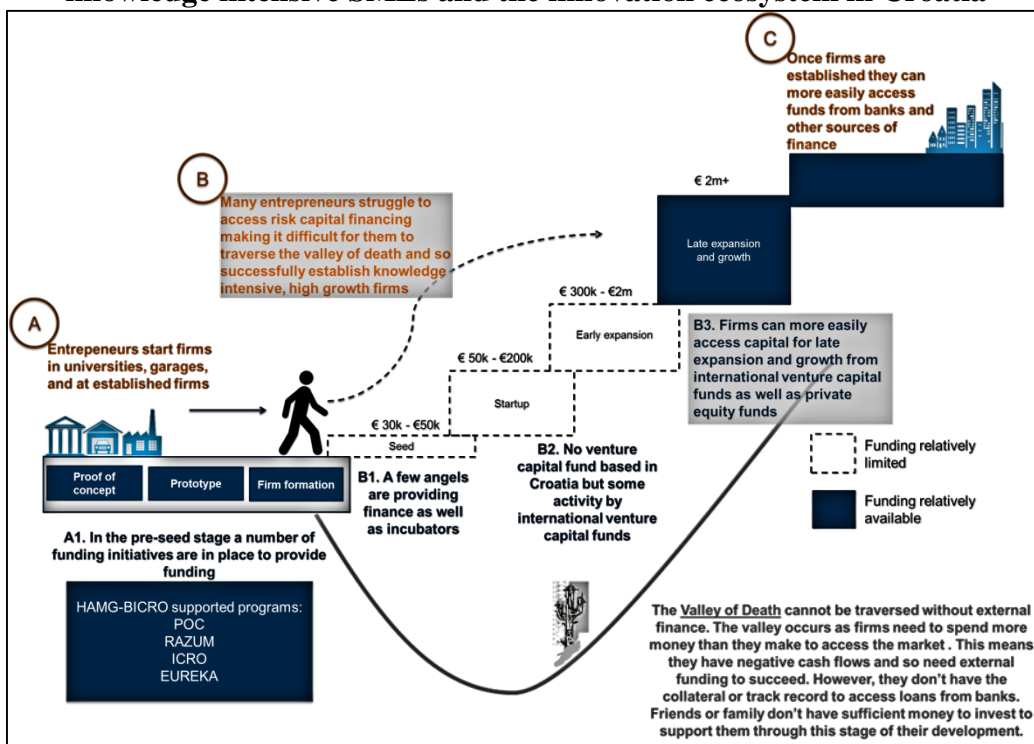 knowledge intensive SMEs and the innovation ecosystem in Croatia
C
Once firms are
established they can
more easily access
funds from banks and
other sources of
finance
€ 2m+
Late expansion
and growth
B
Many entrepreneurs struggle to
access risk capital financing
making it difficult for them to
traverse the valley of death and so
successfully establish knowledge
intensive, high growth firms
€ 300k - €2m
Early expansion
B3. Firms can more easily
access capital for late
expansion and growth from
international venture capital
funds as well as private
equity funds
A
Entrepeneurs start firms
in universities, garages,
and at established firms
€ 50k - €200k
Startup
€ 30k - €50k
Seed
Proof of
concept
Prototype
Firm formation
B1. A few angels
are providing
finance as well
as incubators
B2. No venture
capital fund based in
Croatia but some
activity by
international venture
capital funds
Funding relatively
limited
Funding relatively
available
A1. In the pre-seed stage a number of
funding initiatives are in place to provide
funding
HAMG-BICRO supported programs:
POC
RAZUM
ICRO
EUREKA
The Valley of Death cannot be traversed without external
finance. The valley occurs as firms need to spend more
money than they make to access the market . This means
they have negative cash flows and so need external
funding to succeed. However, they don't have the
collateral or track record to access loans from banks.
Friends or family don't have sufficient money to invest to
support them through this stage of their development.